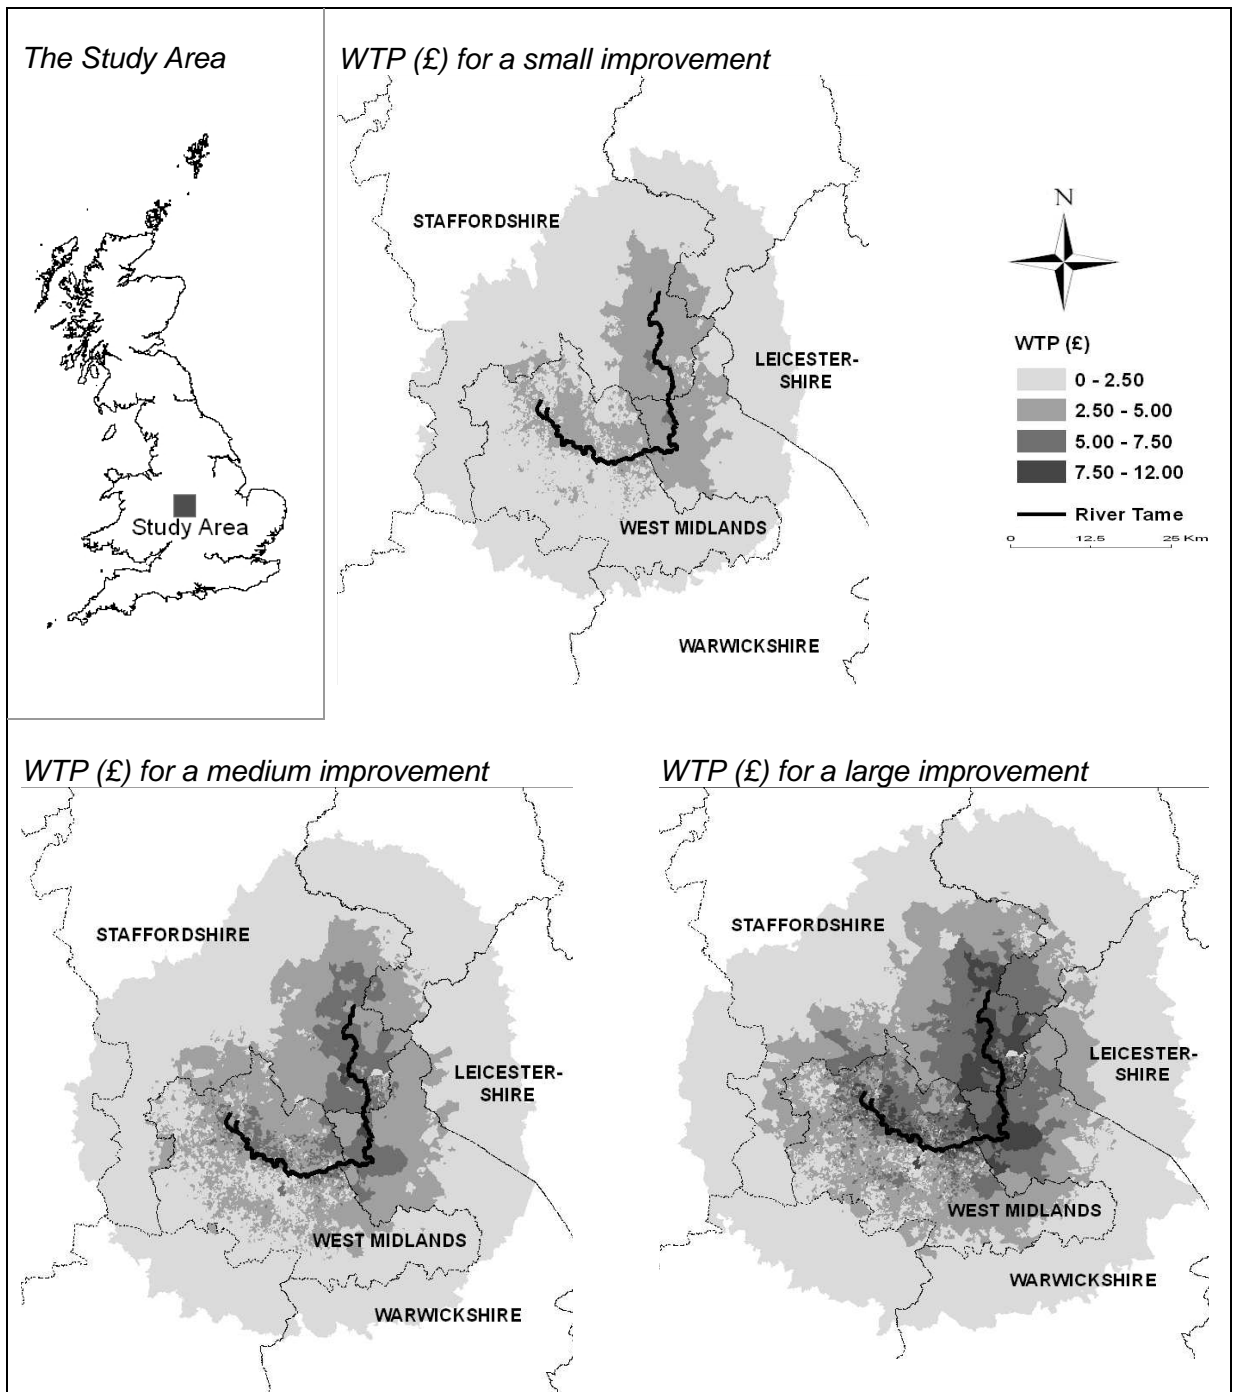 The Study Area
Study Area
WTP (£) for a small improvement
STAFFORDSHIRE
LEICESTER-
SHIRE
WEST MIDLANDS
WARWICKSHIRE
N
WTP (£)
0 - 2.50
2.50 - 5.00
5.00 - 7.50
7.50 - 12.00
River Tame
0 12.5 25 Km
WTP (£) for a medium improvement
STAFFORDSHIRE
LEICESTER-
SHIRE
WEST MIDLANDS
WARWICKSHIRE
WTP (£) for a large improvement
STAFFORDSHIRE
LEICESTER-
SHIRE
WEST MIDLANDS
WARWICKSHIRE